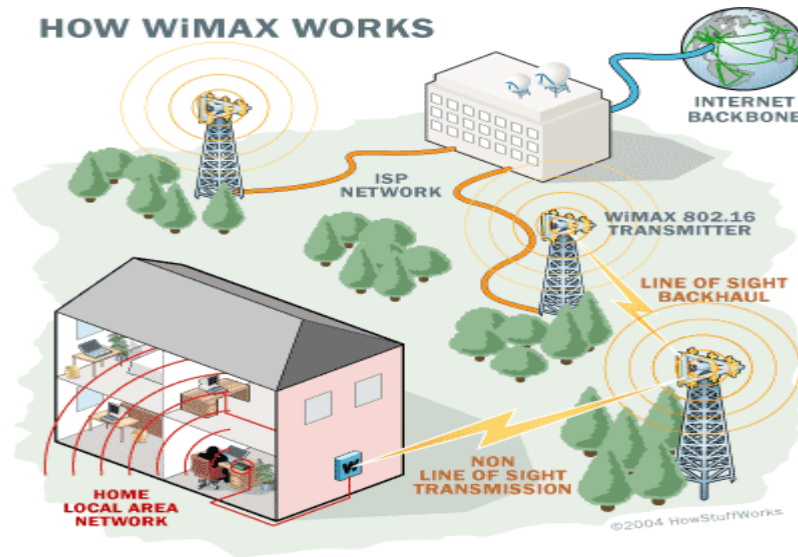 HOW WiMAX WORKS
INTERNET
BACKBONE
ISP
NETWORK
WiMAX 802.16
TRANSMITTER
LINE OF SIGHT
BACKHAUL
NON
LINE OF SIGHT
TRANSMISSION
HOME
LOCAL AREA
NETWORK
©2004 HowStuffWorks